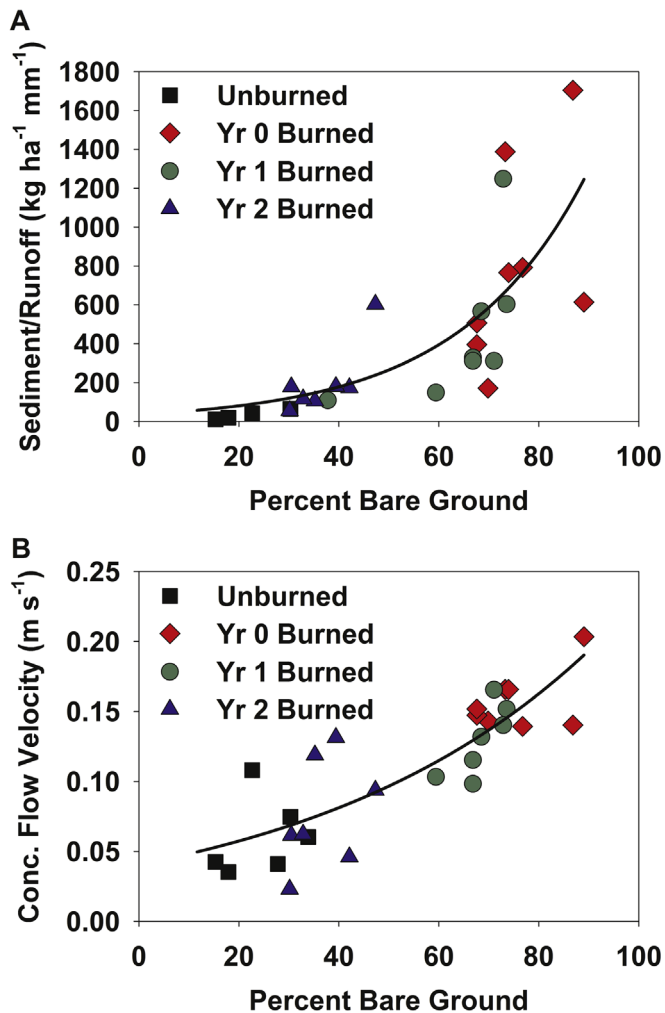 A
Sediment/Runoff (kg ha⁻¹ mm⁻¹)
1800
1600
1400
1200
1000
800
600
400
200
0
Unburned
Yr 0 Burned
Yr 1 Burned
Yr 2 Burned
0 20 40 60 80 100
Percent Bare Ground
B
Conc. Flow Velocity (m s⁻¹)
0.25
0.20
0.15
0.10
0.05
0.00
Unburned
Yr 0 Burned
Yr 1 Burned
Yr 2 Burned
0 20 40 60 80 100
Percent Bare Ground